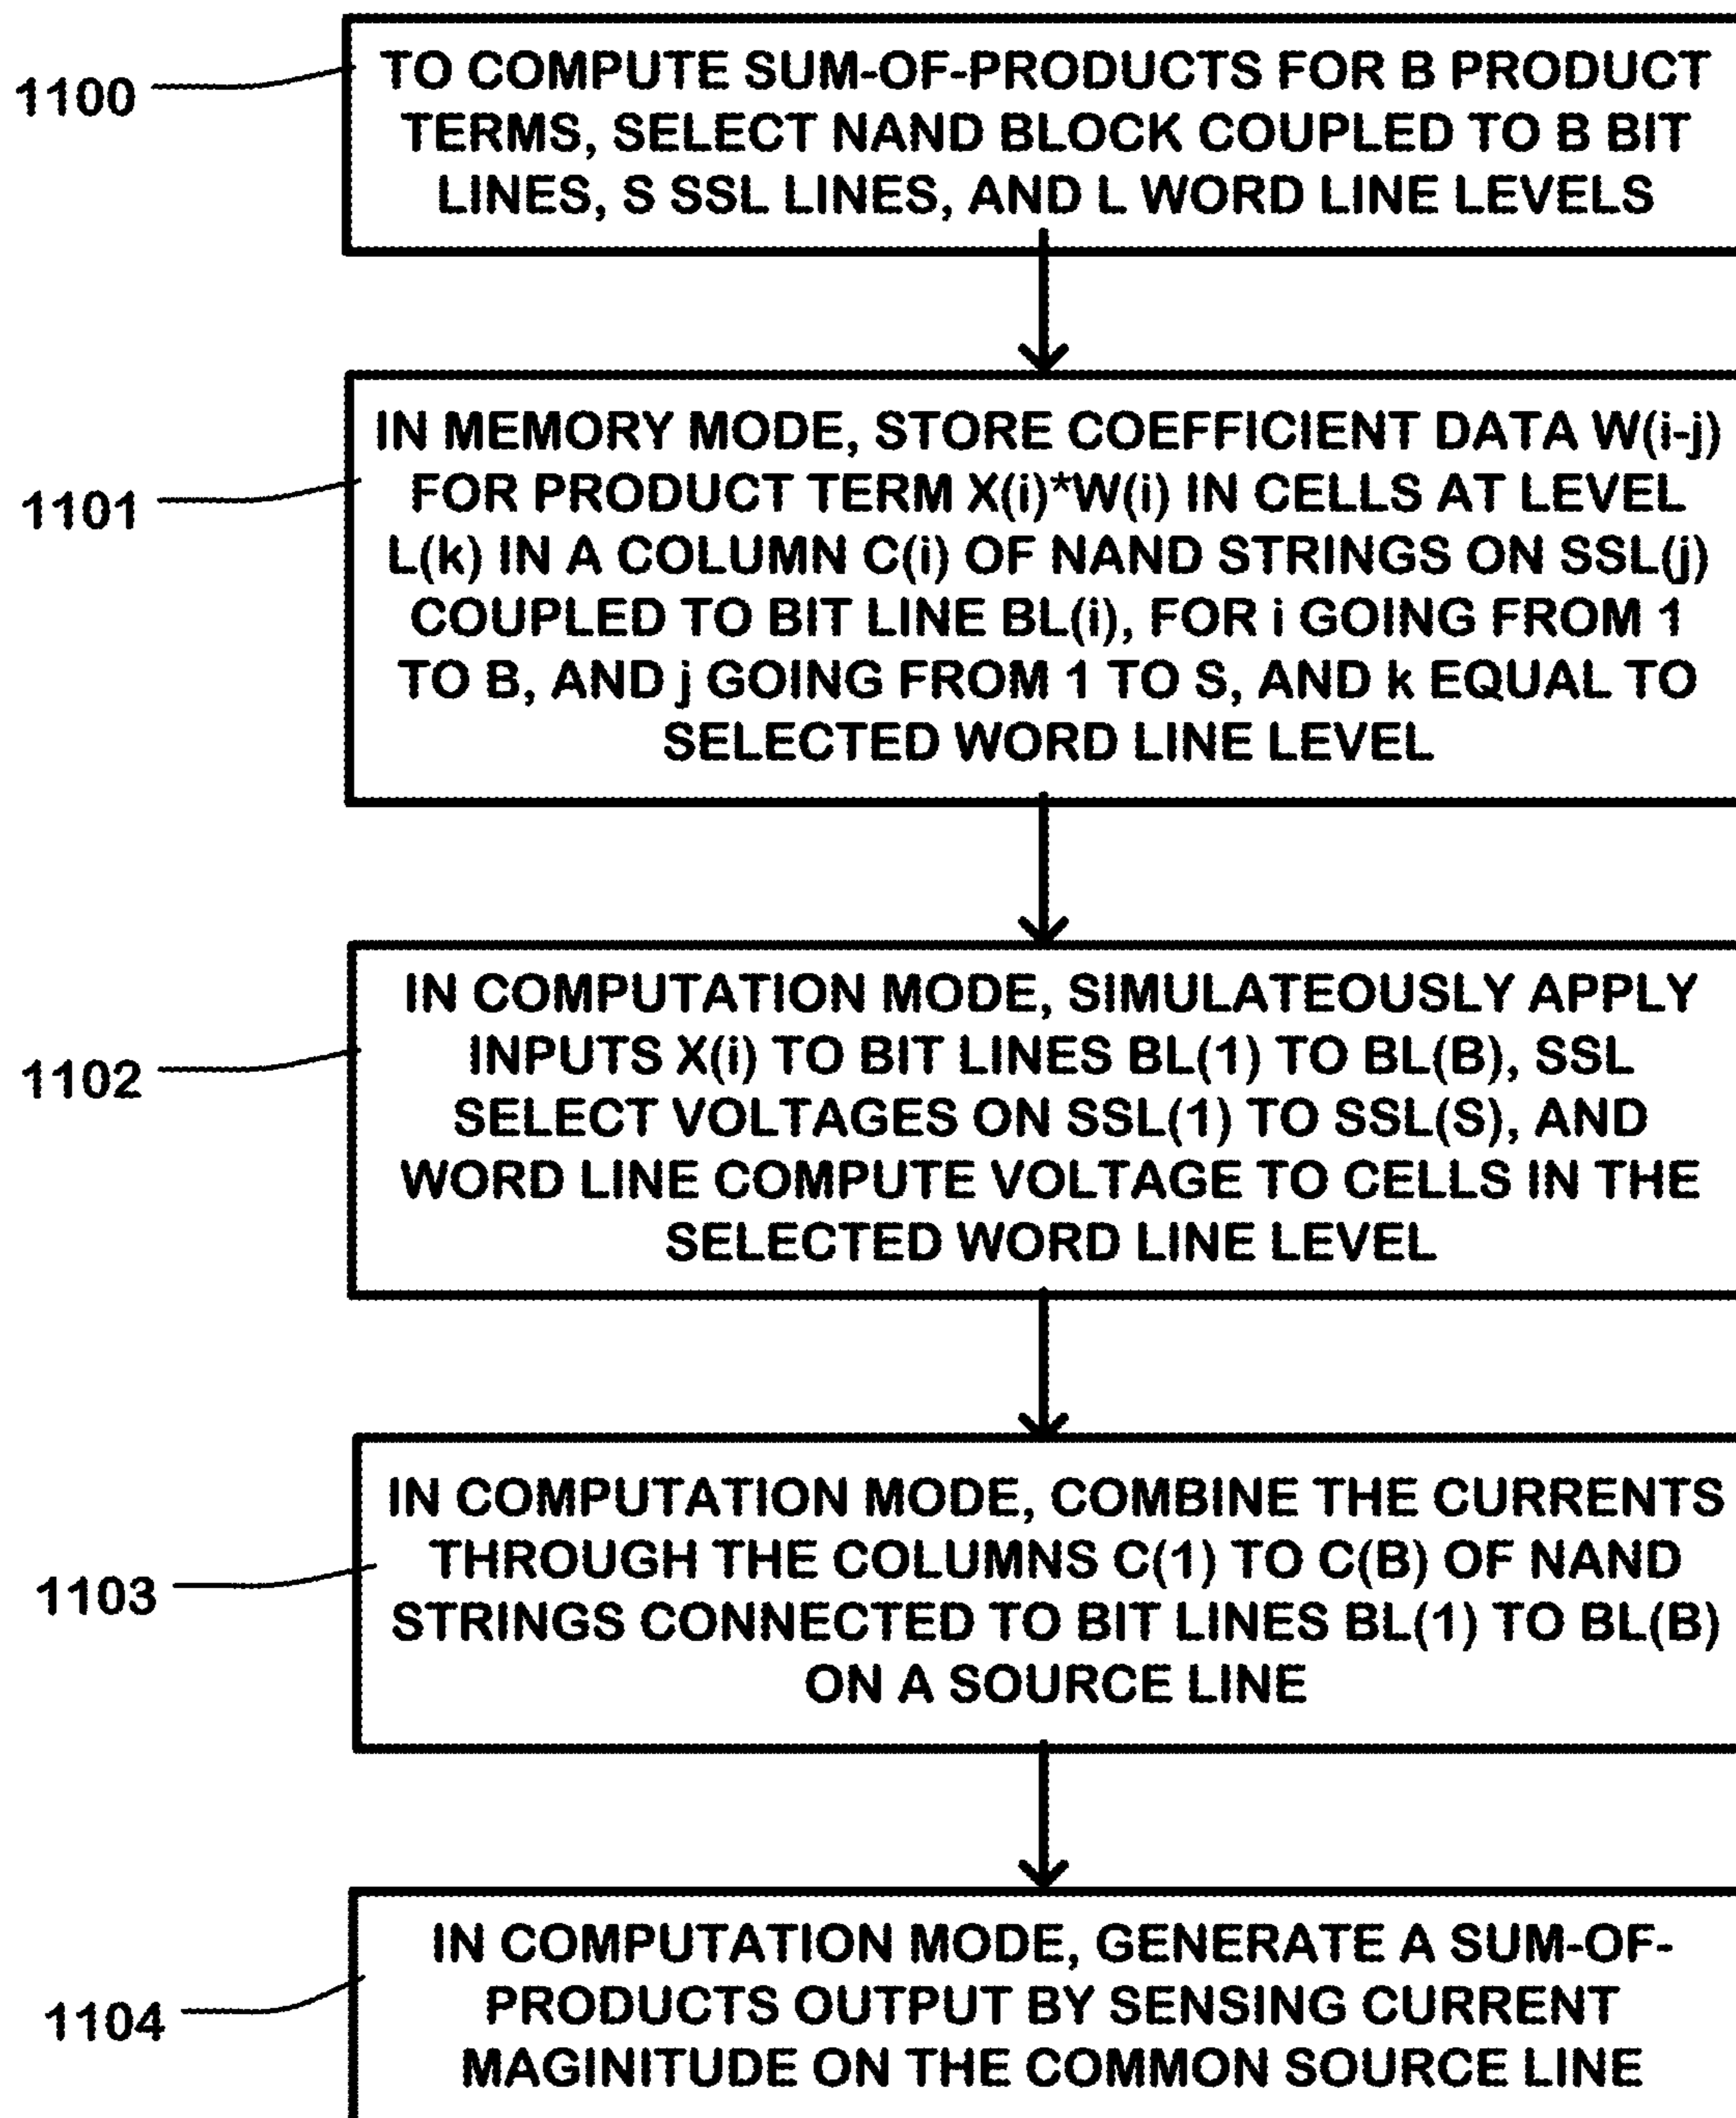 1100
TO COMPUTE SUM-OF-PRODUCTS FOR B PRODUCT
TERMS, SELECT NAND BLOCK COUPLED TO B BIT
LINES, S SSL LINES, AND L WORD LINE LEVELS
1101
IN MEMORY MODE, STORE COEFFICIENT DATA W(i-j)
FOR PRODUCT TERM X(i)*W(i) IN CELLS AT LEVEL
L(k) IN A COLUMN C(i) OF NAND STRINGS ON SSL(j)
COUPLED TO BIT LINE BL(i), FOR i GOING FROM 1
TO B, AND j GOING FROM 1 TO S, AND k EQUAL TO
SELECTED WORD LINE LEVEL
1102
IN COMPUTATION MODE, SIMULATEOUSLY APPLY
INPUTS X(i) TO BIT LINES BL(1) TO BL(B), SSL
SELECT VOLTAGES ON SSL(1) TO SSL(S), AND
WORD LINE COMPUTE VOLTAGE TO CELLS IN THE
SELECTED WORD LINE LEVEL
1103
IN COMPUTATION MODE, COMBINE THE CURRENTS
THROUGH THE COLUMNS C(1) TO C(B) OF NAND
STRINGS CONNECTED TO BIT LINES BL(1) TO BL(B)
ON A SOURCE LINE
1104
IN COMPUTATION MODE, GENERATE A SUM-OF-
PRODUCTS OUTPUT BY SENSING CURRENT
MAGINITUDE ON THE COMMON SOURCE LINE